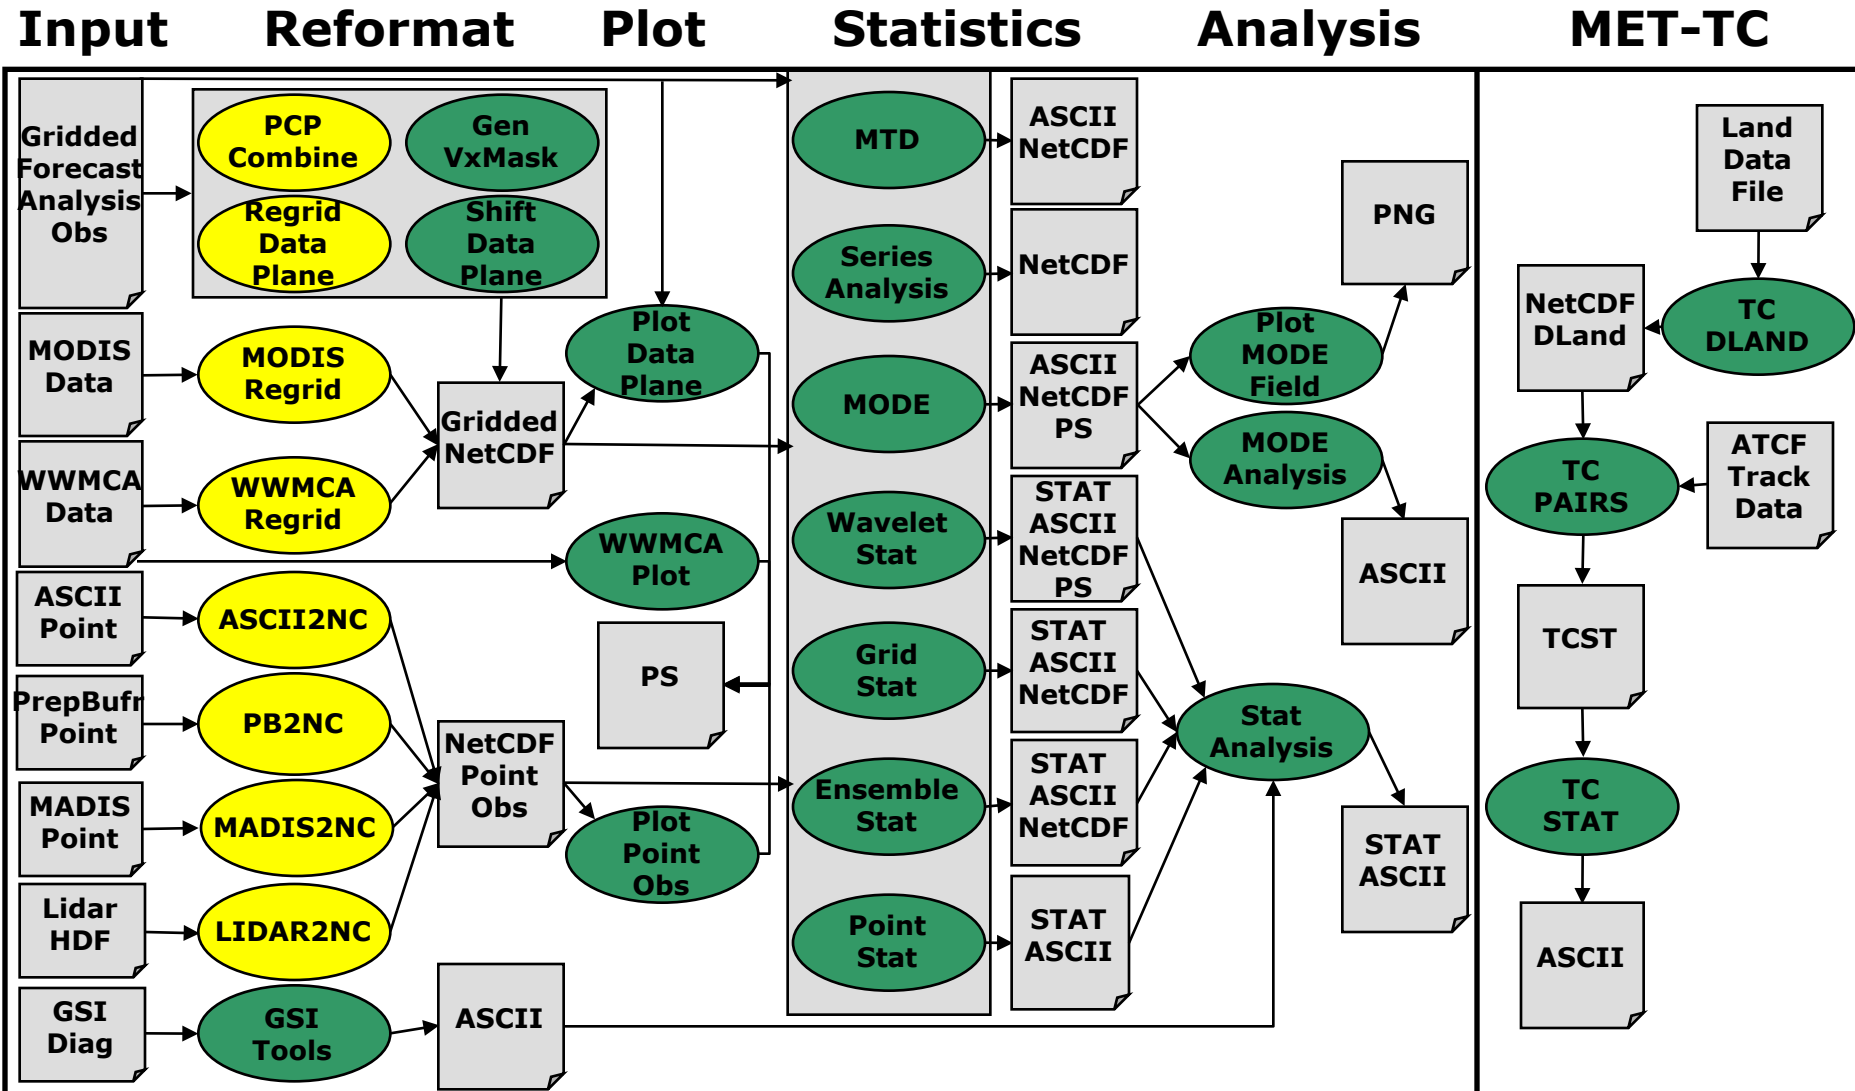 Input
Reformat
Plot
Statistics
Analysis
MET-TC
Gridded
Forecast
Analysis
Obs
PCP
Combine
Gen
VxMask
Regrid
Data
Plane
Shift
Data
Plane
MODIS
Data
MODIS
Regrid
WWMCA
Data
WWMCA
Regrid
Gridded
NetCDF
Plot
Data
Plane
WWMCA
Plot
ASCII
Point
ASCII2NC
PrepBufr
Point
PB2NC
MADIS
Point
MADIS2NC
Lidar
HDF
LIDAR2NC
GSI
Diag
GSI
Tools
ASCII
NetCDF
Point
Obs
PS
Plot
Point
Obs
MTD
ASCII
NetCDF
Series
Analysis
NetCDF
MODE
ASCII
NetCDF
PS
Wavelet
Stat
STAT
ASCII
NetCDF
PS
Grid
Stat
STAT
ASCII
NetCDF
Ensemble
Stat
STAT
ASCII
NetCDF
Point
Stat
STAT
ASCII
PNG
Plot
MODE
Field
MODE
Analysis
ASCII
Stat
Analysis
STAT
ASCII
Land
Data
File
NetCDF
DLand
TC
DLAND
TC
PAIRS
ATCF
Track
Data
TCST
TC
STAT
ASCII